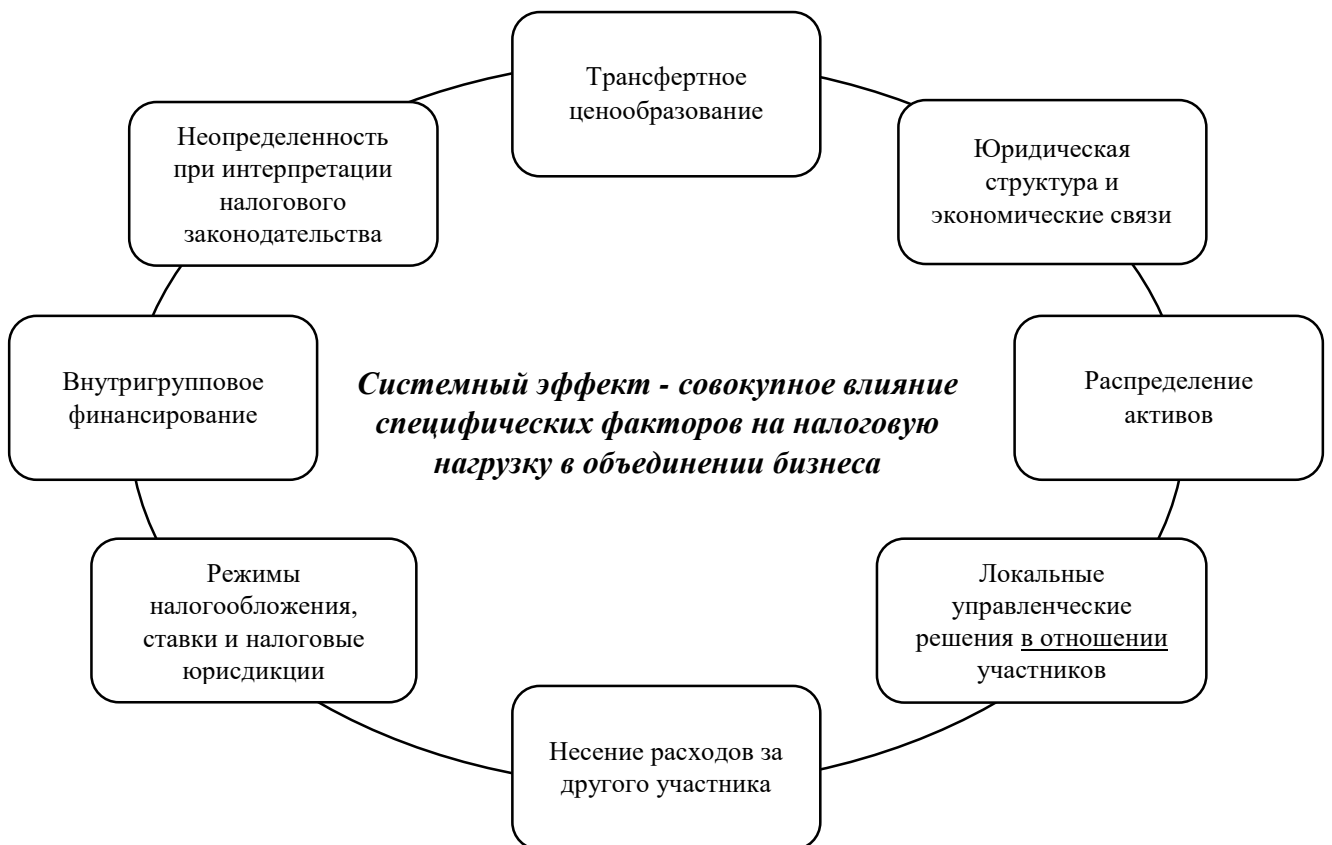 Трансфертное
ценообразование
Неопределенность
при интерпретации
налогового
законодательства
Юридическая
структура и
экономические связи
Внутригрупповое
финансирование
Системный эффект - совокупное влияние
специфических факторов на налоговую
нагрузку в объединении бизнеса
Распределение
активов
Режимы
налогообложения,
ставки и налоговые
юрисдикции
Локальные
управленческие
решения в отношении
участников
Несение расходов за
другого участника